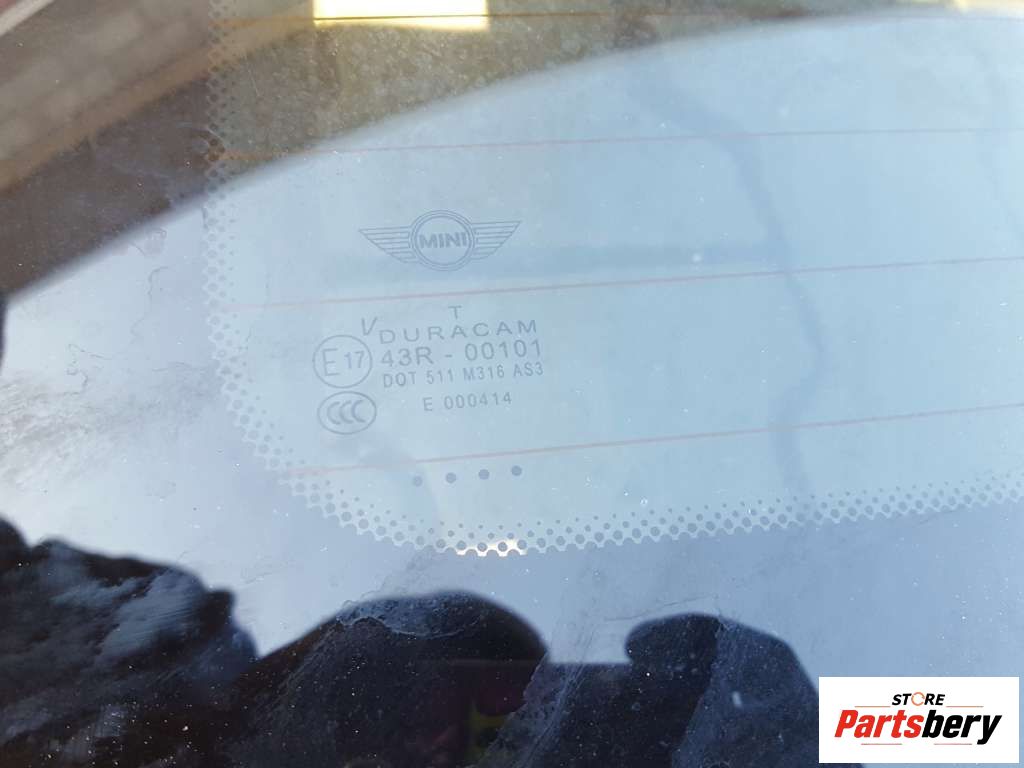 MINI
T
V DURACAM
E17 43R - 00101
DOT 511 M316 AS3
CCC E 000414
STORE
Partsbery